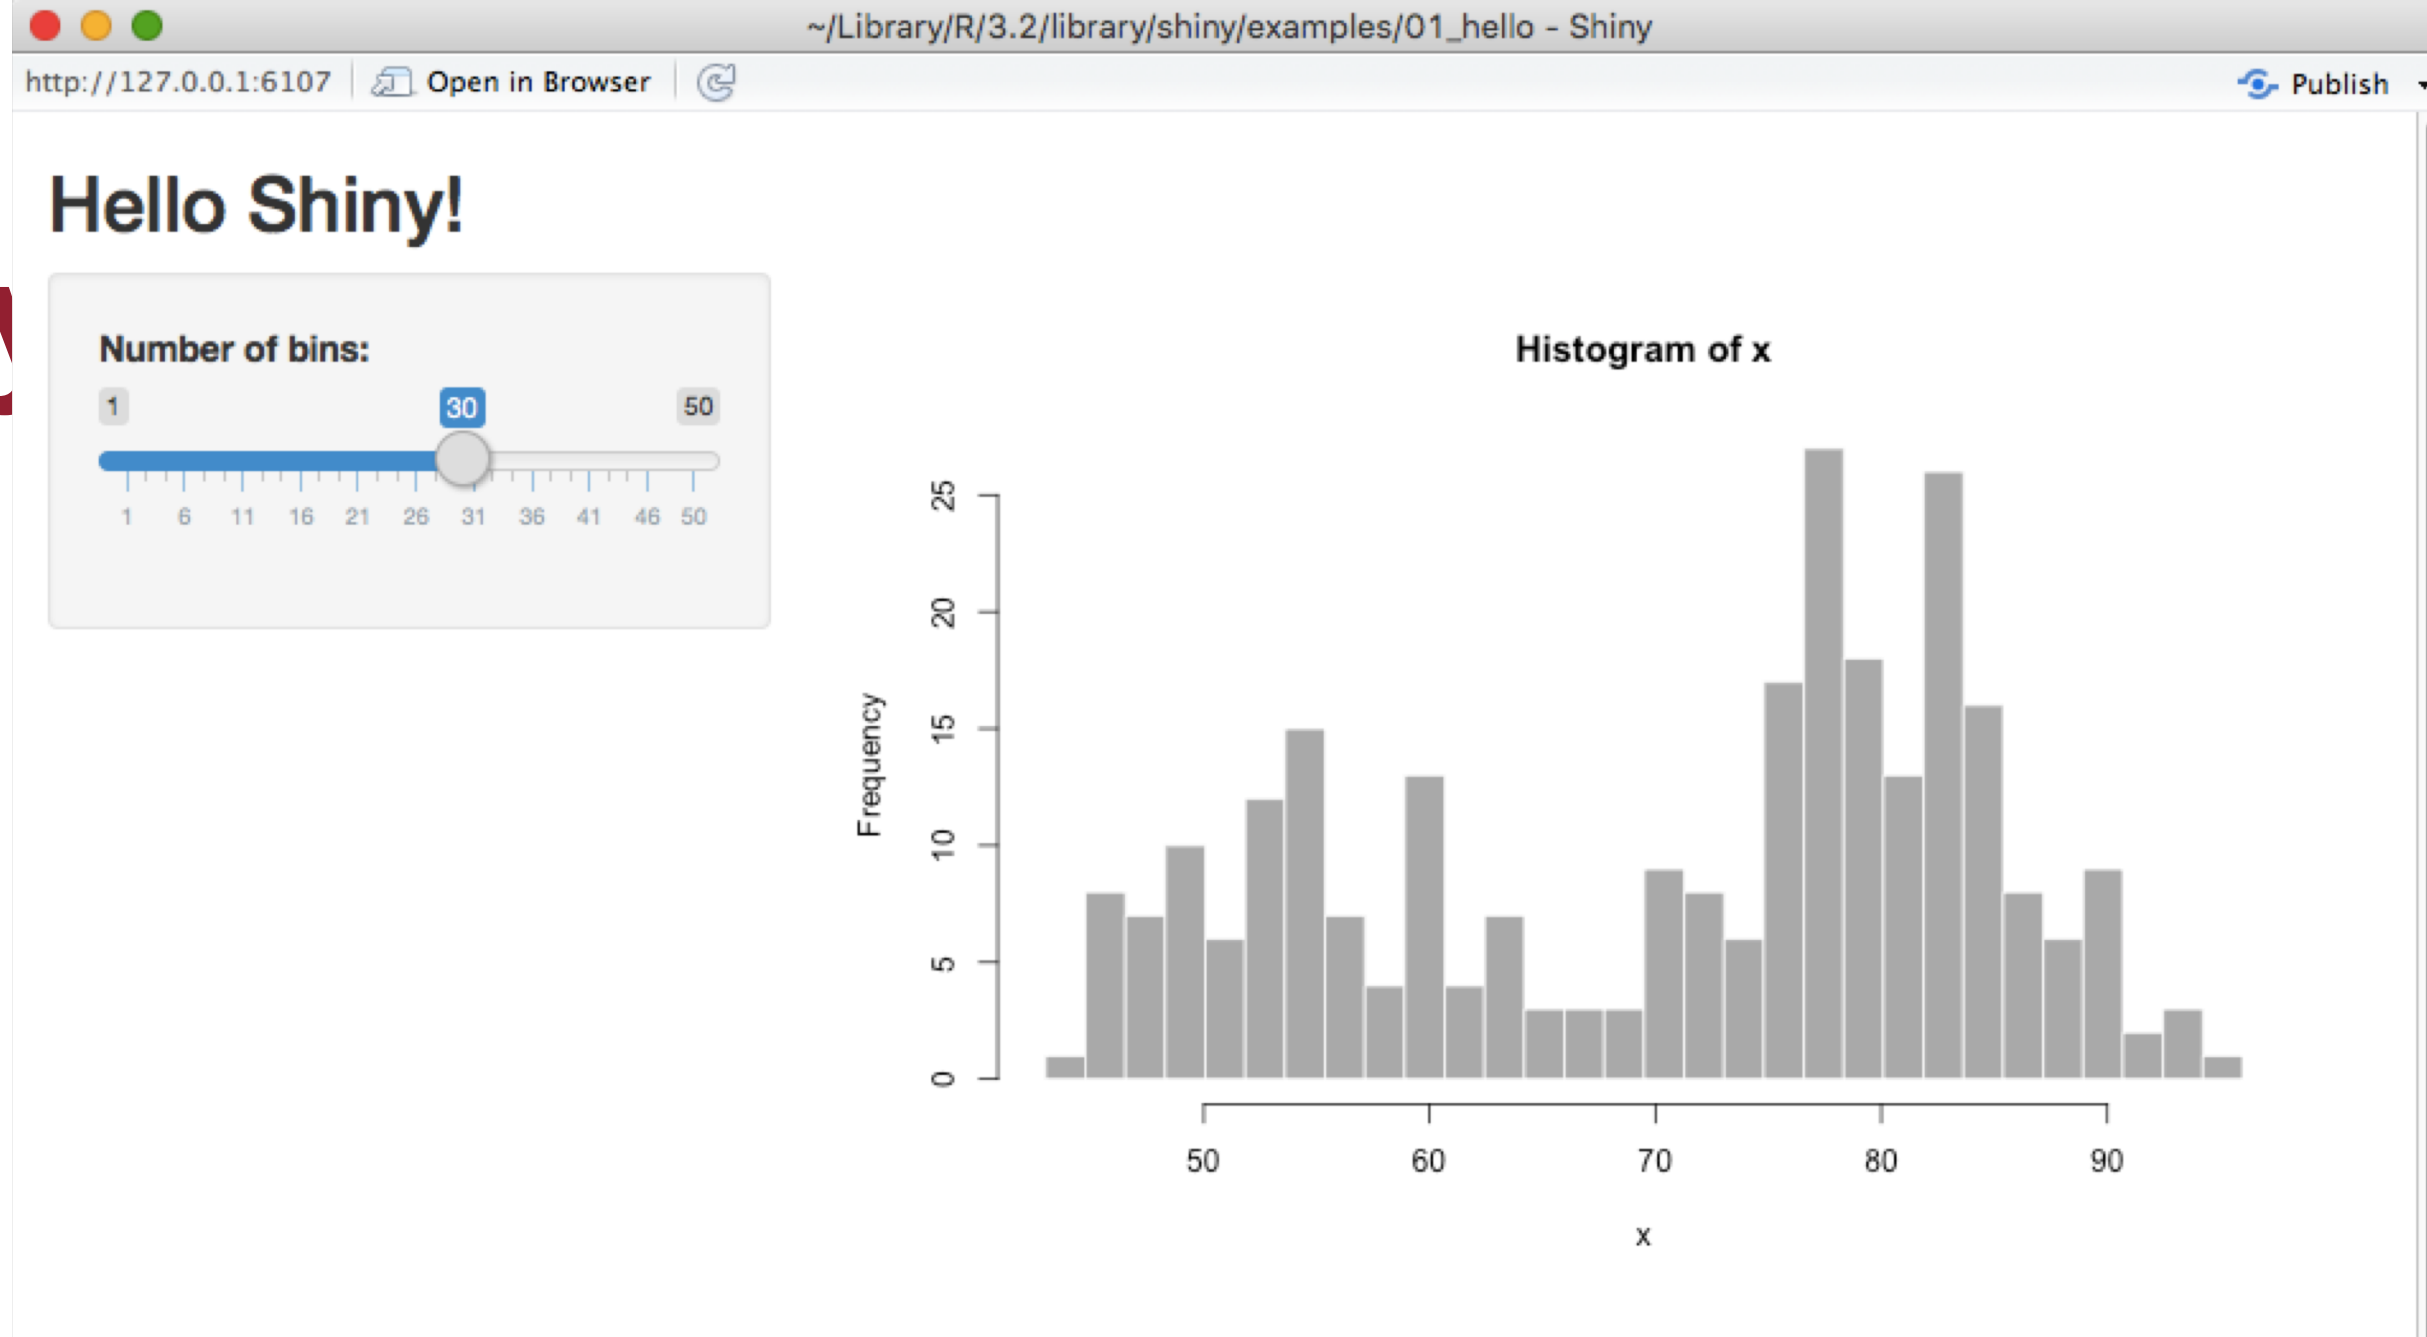 ~/Library/R/3.2/library/shiny/examples/01_hello - Shiny
http://127.0.0.1:6107 Open in Browser Publish
Hello Shiny!
Number of bins:
1 30 50
1 6 11 16 21 26 31 36 41 46 50
Histogram of x
Frequency
25
20
15
10
5
0
50 60 70 80 90
x